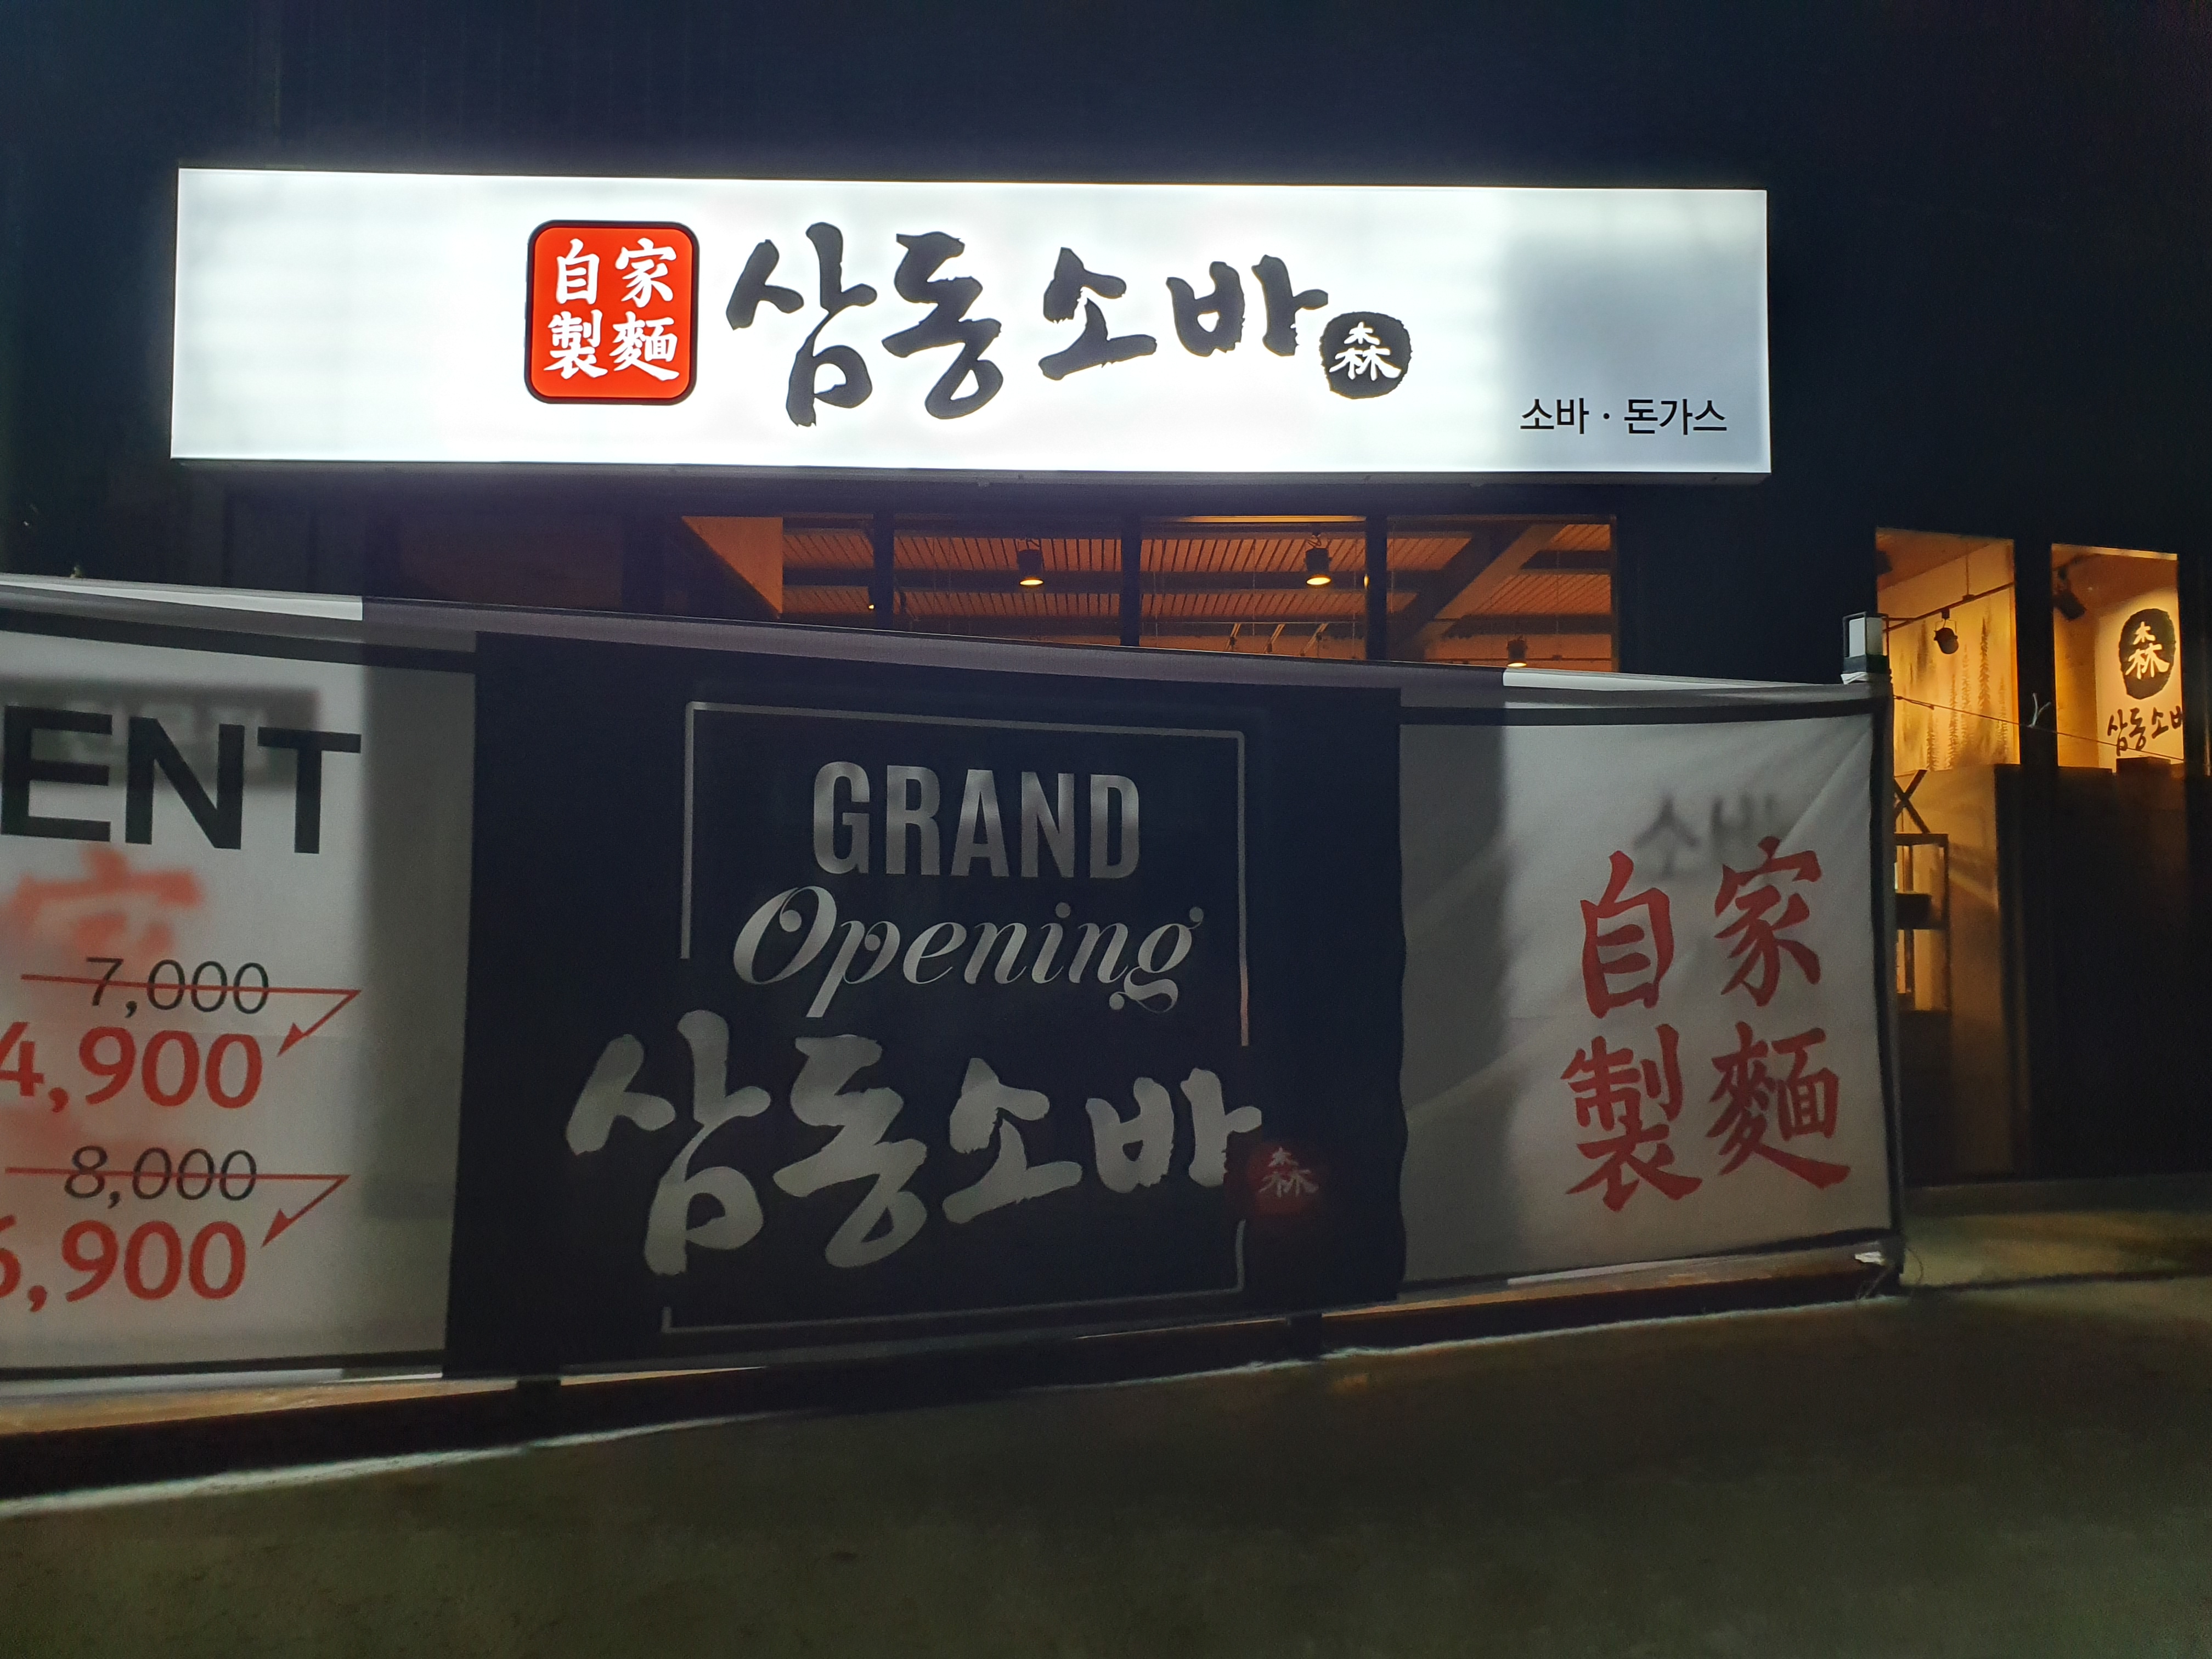 自家
製麵
삼동소바
森
소바 · 돈가스
森
삼동소바
ENT
7,000
4,900
8,000
6,900
GRAND
Opening
삼동소바
森
自家
製麵